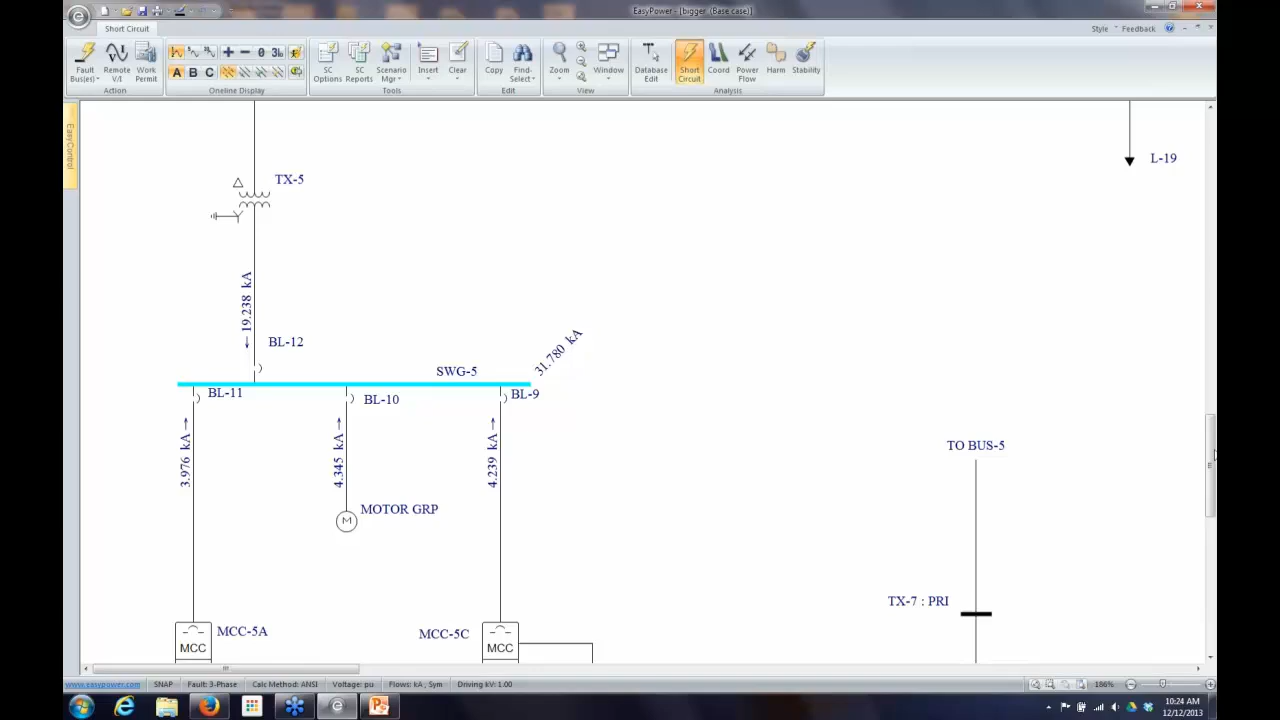 EasyPower - [bigger (Base case)]
Short Circuit
Style
Feedback
Fault Bus(es)
Remote V/I
Work Permit
Action
A B C
Oneline Display
SC Options
SC Reports
Scenario Mgr
Insert
Clear
Tools
Copy
Find-Select
Edit
Zoom
Window
View
Database Edit
Short Circuit
Coord
Power Flow
Harm
Stability
Analysis
EasyControl
L-19
TX-5
19.238 kA
BL-12
31.780 kA
SWG-5
BL-11
BL-10
BL-9
3.976 kA
4.345 kA
4.239 kA
TO BUS-5
MOTOR GRP
M
TX-7 : PRI
MCC-5A
MCC
MCC-5C
MCC
www.easypower.com
SNAP
Fault: 3-Phase
Calc Method: ANSI
Voltage: pu
Flows: kA , Sym
Driving kV: 1.00
186%
10:24 AM
12/12/2013